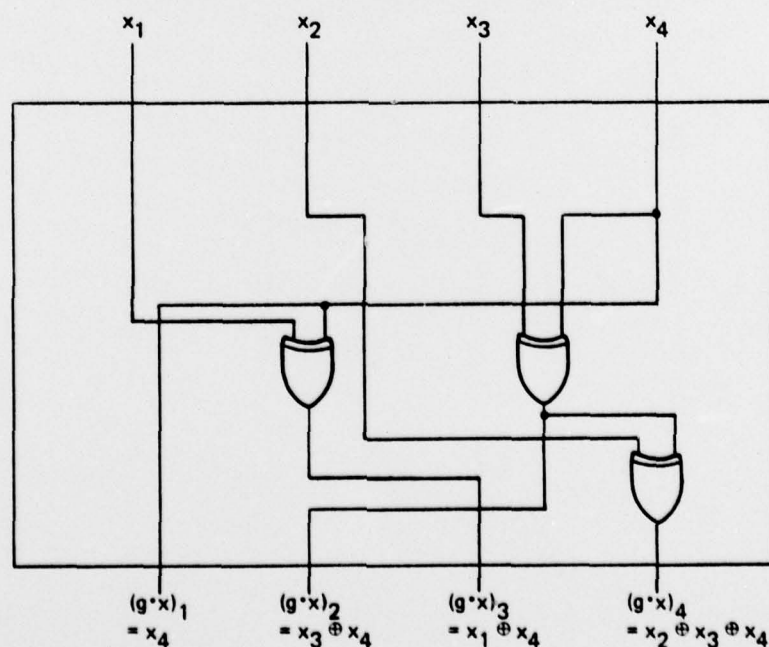 x₁ x₂ x₃ x₄
(g·x)₁ (g·x)₂ (g·x)₃ (g·x)₄
= x₄ = x₃ ⊕ x₄ = x₁ ⊕ x₄ = x₂ ⊕ x₃ ⊕ x₄